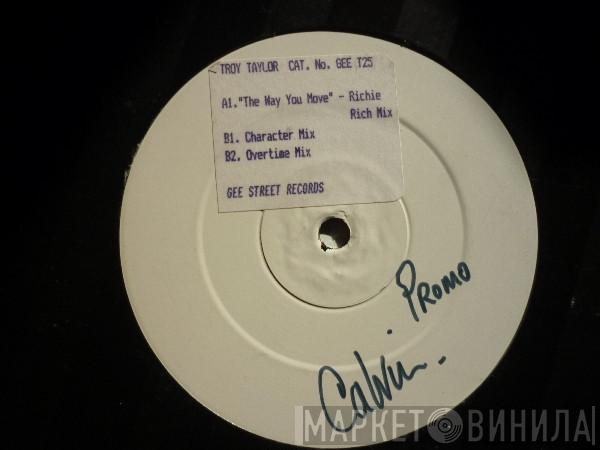 TROY TAYLOR CAT. No. GEE T25
A1."The Way You Move" - Richie
Rich Mix
B1. Character Mix
B2. Overtime Mix
GEE STREET RECORDS
PROMO
Calvin.
МАРКЕТ ВИНИЛА